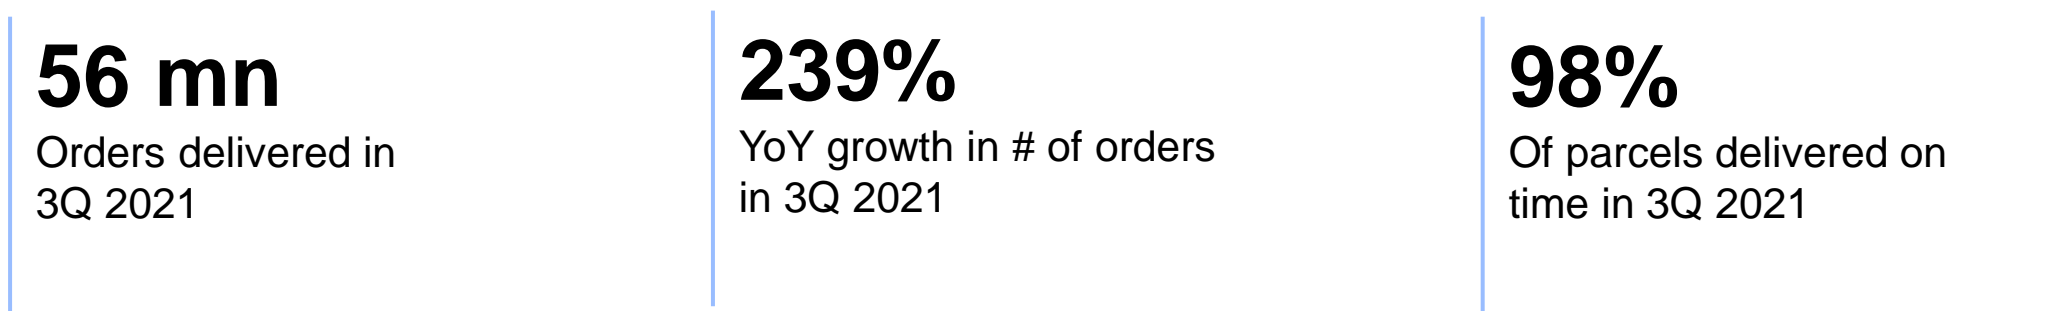 56 mn
Orders delivered in
3Q 2021
239%
YoY growth in # of orders
in 3Q 2021
98%
Of parcels delivered on
time in 3Q 2021